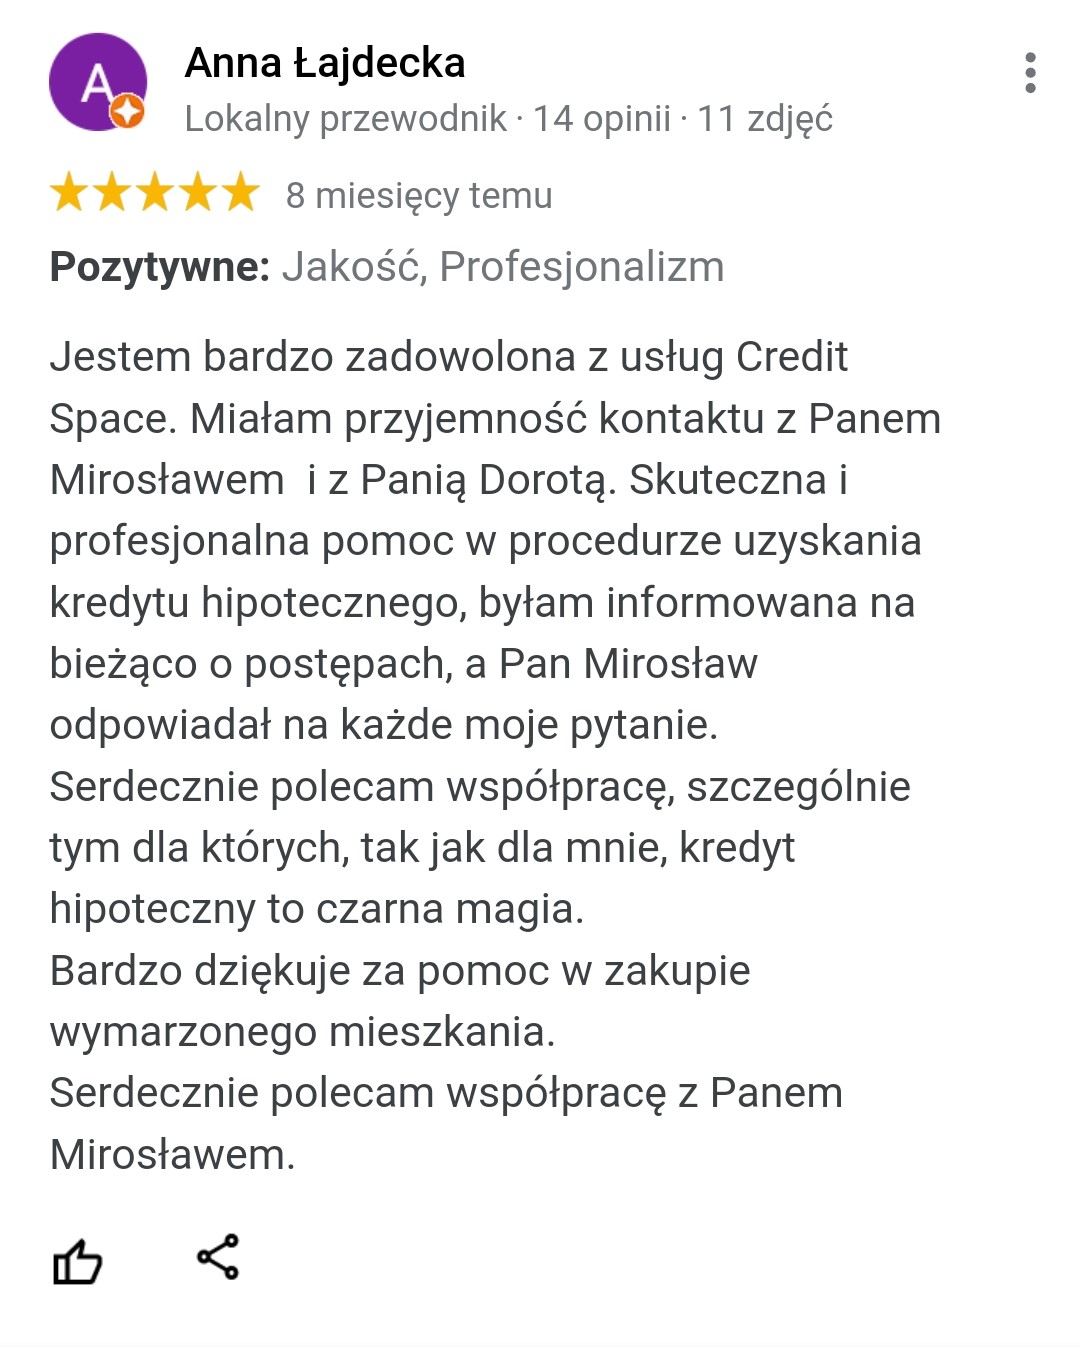 A
Anna Łajdecka
Lokalny przewodnik · 14 opinii · 11 zdjęć
8 miesięcy temu
Pozytywne: Jakość, Profesjonalizm
Jestem bardzo zadowolona z usług Credit
Space. Miałam przyjemność kontaktu z Panem
Mirosławem  i z Panią Dorotą. Skuteczna i
profesjonalna pomoc w procedurze uzyskania
kredytu hipotecznego, byłam informowana na
bieżąco o postępach, a Pan Mirosław
odpowiadał na każde moje pytanie.
Serdecznie polecam współpracę, szczególnie
tym dla których, tak jak dla mnie, kredyt
hipoteczny to czarna magia.
Bardzo dziękuje za pomoc w zakupie
wymarzonego mieszkania.
Serdecznie polecam współpracę z Panem
Mirosławem.